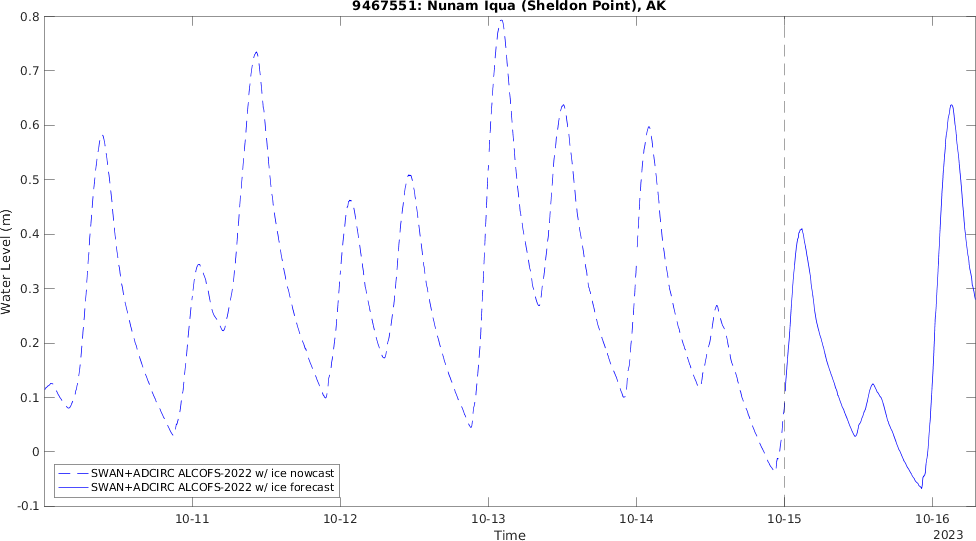 9467551: Nunam Iqua (Sheldon Point), AK
0.8
0.7
0.6
0.5
0.4
0.3
0.2
0.1
0
-0.1
Water Level (m)
SWAN+ADCIRC ALCOFS-2022 w/ ice nowcast
SWAN+ADCIRC ALCOFS-2022 w/ ice forecast
10-11 10-12 10-13 10-14 10-15 10-16
Time
2023